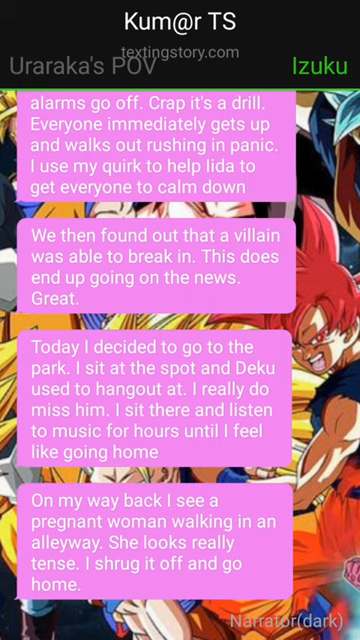 Kum@r TS
textingstory.com
Uraraka's POV
Izuku
alarms go off. Crap it's a drill.
Everyone immediately gets up
and walks out rushing in panic.
I use my quirk to help Iida to
get everyone to calm down
We then found out that a villain
was able to break in. This does
end up going on the news.
Great.
Today I decided to go to the
park. I sit at the spot and Deku
used to hangout at. I really do
miss him. I sit there and listen
to music for hours until I feel
like going home
On my way back I see a
pregnant woman walking in an
alleyway. She looks really
tense. I shrug it off and go
home.
Narrator(dark)